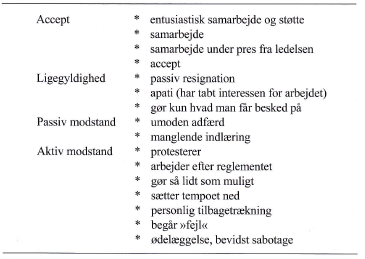 Accept * entusiastisk samarbejde og støtte
* samarbejde
* samarbejde under pres fra ledelsen
* accept
Ligegyldighed * passiv resignation
* apati (har tabt interessen for arbejdet)
* gør kun hvad man får besked på
Passiv modstand * umoden adfærd
* manglende indlæring
Aktiv modstand * protesterer
* arbejder efter reglementet
* gør så lidt som muligt
* sætter tempoet ned
* personlig tilbagetrækning
* begår »fejl«
* ødelæggelse, bevidst sabotage